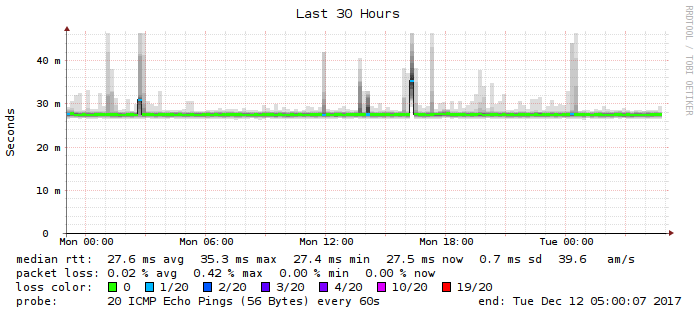 Last 30 Hours
RRDTOOL / TOBI OETIKER
Seconds
40 m
30 m
20 m
10 m
0
Mon 00:00 Mon 06:00 Mon 12:00 Mon 18:00 Tue 00:00
median rtt: 27.6 ms avg 35.3 ms max 27.4 ms min 27.5 ms now 0.7 ms sd 39.6 am/s
packet loss: 0.02 % avg 0.42 % max 0.00 % min 0.00 % now
loss color: 0 1/20 2/20 3/20 4/20 10/20 19/20
probe: 20 ICMP Echo Pings (56 Bytes) every 60s end: Tue Dec 12 05:00:07 2017